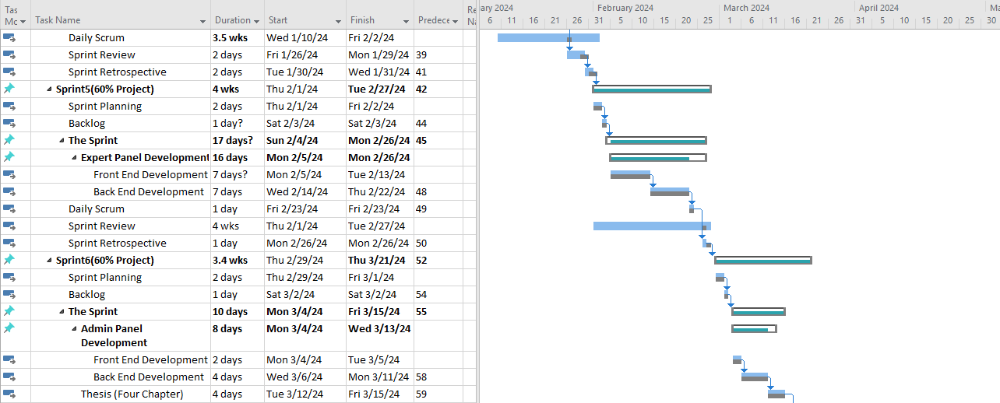 Tas Mc Task Name Duration Start Finish Predece Re Na
ary 2024 February 2024 March 2024 April 2024 Ma
6 11 16 21 26 31 5 10 15 20 25 1 6 11 16 21 26 31 5 10 15 20 25 30
Daily Scrum 3.5 wks Wed 1/10/24 Fri 2/2/24
Sprint Review 2 days Fri 1/26/24 Mon 1/29/24 39
Sprint Retrospective 2 days Tue 1/30/24 Wed 1/31/24 41
Sprint5(60% Project) 4 wks Thu 2/1/24 Tue 2/27/24 42
Sprint Planning 2 days Thu 2/1/24 Fri 2/2/24
Backlog 1 day? Sat 2/3/24 Sat 2/3/24 44
The Sprint 17 days? Sun 2/4/24 Mon 2/26/24 45
Expert Panel Development 16 days Mon 2/5/24 Mon 2/26/24
Front End Development 7 days? Mon 2/5/24 Tue 2/13/24
Back End Development 7 days Wed 2/14/24 Thu 2/22/24 48
Daily Scrum 1 day Fri 2/23/24 Fri 2/23/24 49
Sprint Review 4 wks Thu 2/1/24 Tue 2/27/24
Sprint Retrospective 1 day Mon 2/26/24 Mon 2/26/24 50
Sprint6(60% Project) 3.4 wks Thu 2/29/24 Thu 3/21/24 52
Sprint Planning 2 days Thu 2/29/24 Fri 3/1/24
Backlog 1 day Sat 3/2/24 Sat 3/2/24 54
The Sprint 10 days Mon 3/4/24 Fri 3/15/24 55
Admin Panel 8 days Mon 3/4/24 Wed 3/13/24
Development
Front End Development 2 days Mon 3/4/24 Tue 3/5/24
Back End Development 4 days Wed 3/6/24 Mon 3/11/24 58
Thesis (Four Chapter) 4 days Tue 3/12/24 Fri 3/15/24 59